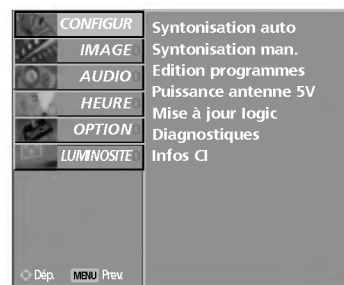 CONFIGUR
IMAGE
AUDIO
HEURE
OPTION
LUMINOSITE
Syntonisation auto
Syntonisation man.
Edition programmes
Puissance antenne 5V
Mise à jour logic
Diagnostiques
Infos CI
Dép. MENU Prev.